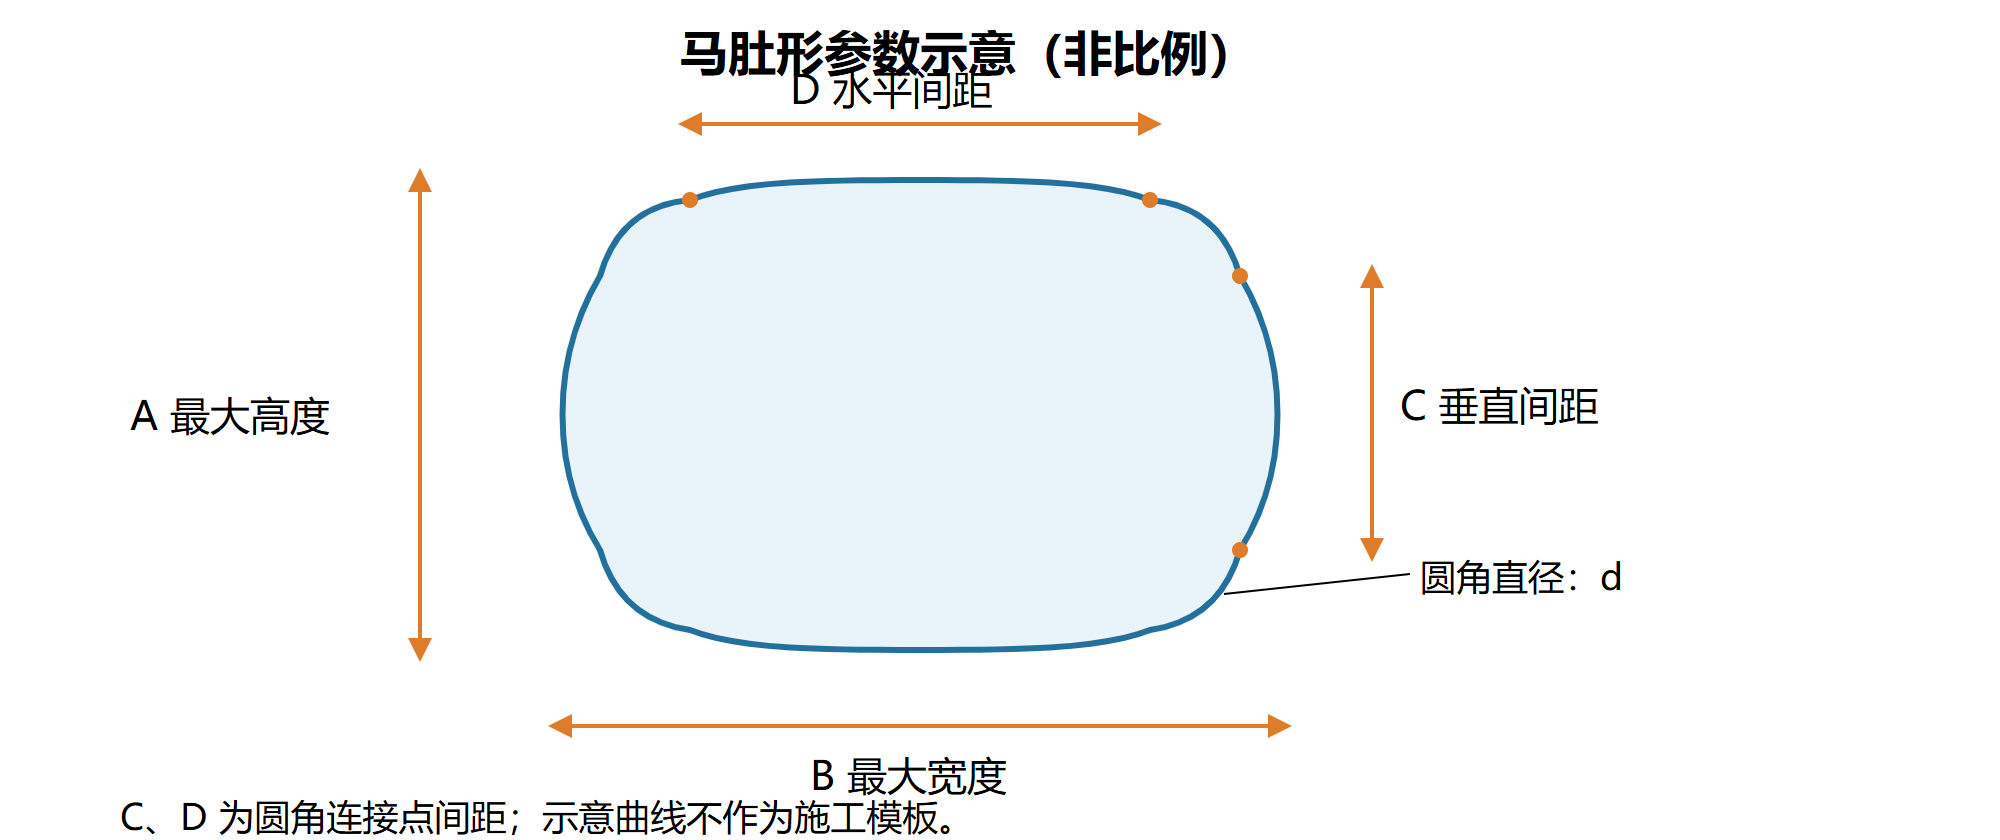 马肚形参数示意（非比例）
D 水平间距
A 最大高度
C 垂直间距
圆角直径：d
B 最大宽度
C、D 为圆角连接点间距；示意曲线不作为施工模板。